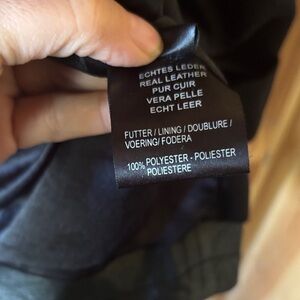 ECHTES LEDER
REAL LEATHER
PUR CUIR
VERA PELLE
ECHT LEER
FUTTER / LINING / DOUBLURE /
VOERING/ FODERA
100% POLYESTER - POLIESTER
POLIESTERE